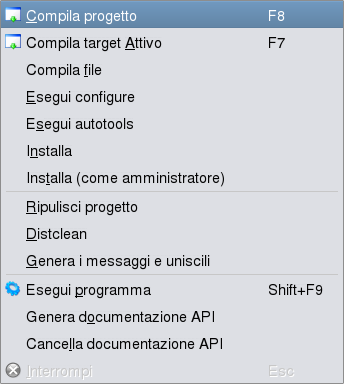 Compila progetto F8
Compila target Attivo F7
Compila file
Esegui configure
Esegui autotools
Installa
Installa (come amministratore)
Ripulisci progetto
Distclean
Genera i messaggi e uniscili
Esegui programma Shift+F9
Genera documentazione API
Cancella documentazione API
Interrompi Esc